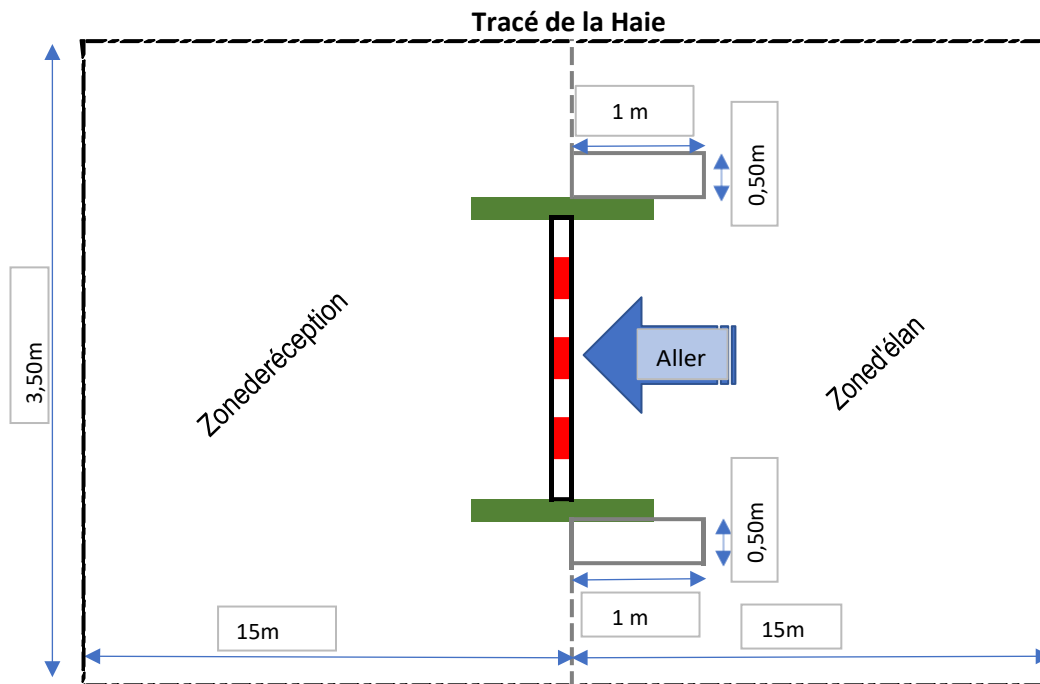 Tracé de la Haie
1 m
0,50m
3,50m
Zonederéception
Aller
Zoned'élan
0,50m
1 m
15m
15m